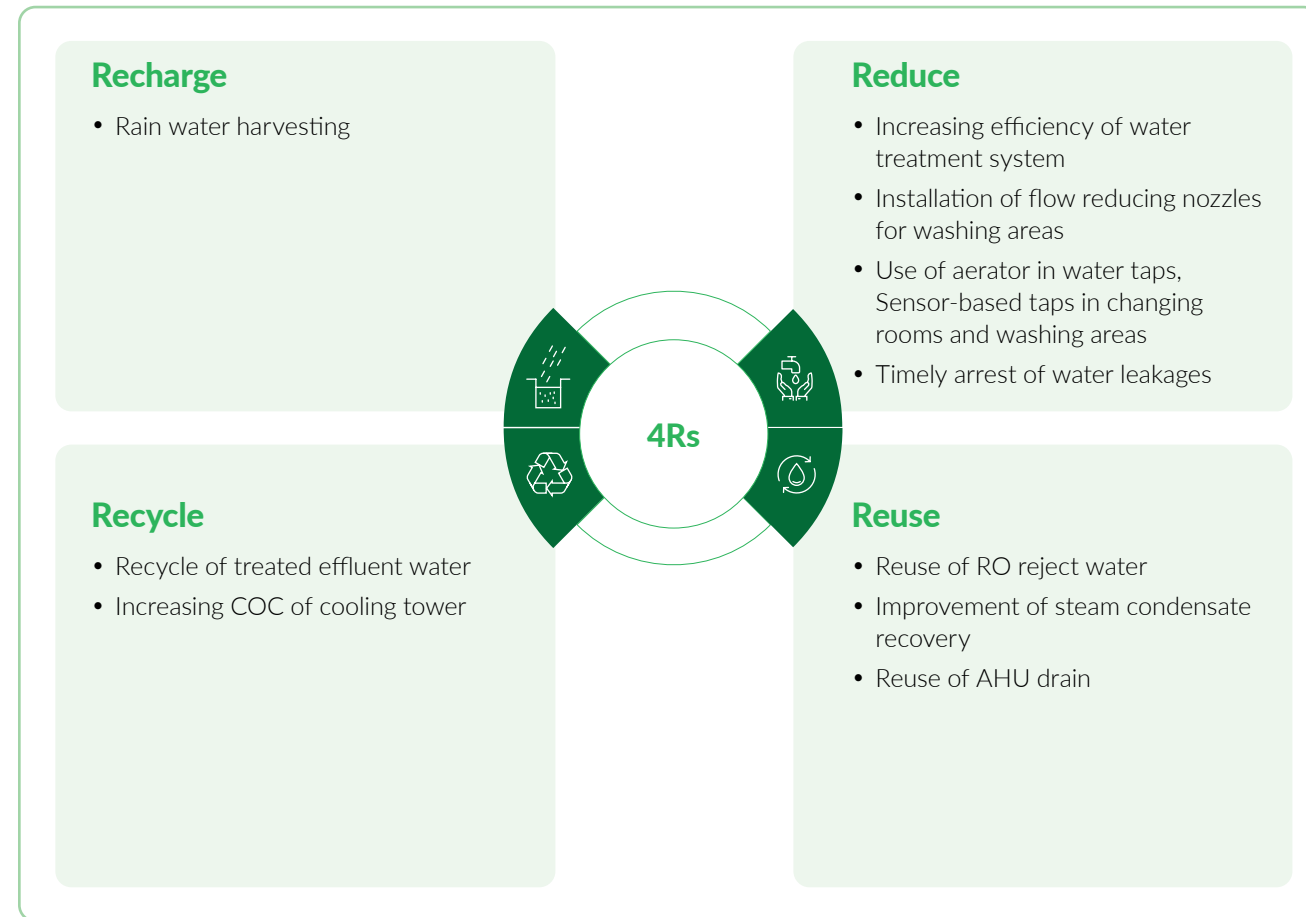 Recharge
• Rain water harvesting
Reduce
• Increasing efficiency of water
treatment system
• Installation of flow reducing nozzles
for washing areas
• Use of aerator in water taps,
Sensor-based taps in changing
rooms and washing areas
• Timely arrest of water leakages
4Rs
Recycle
• Recycle of treated effluent water
• Increasing COC of cooling tower
Reuse
• Reuse of RO reject water
• Improvement of steam condensate
recovery
• Reuse of AHU drain